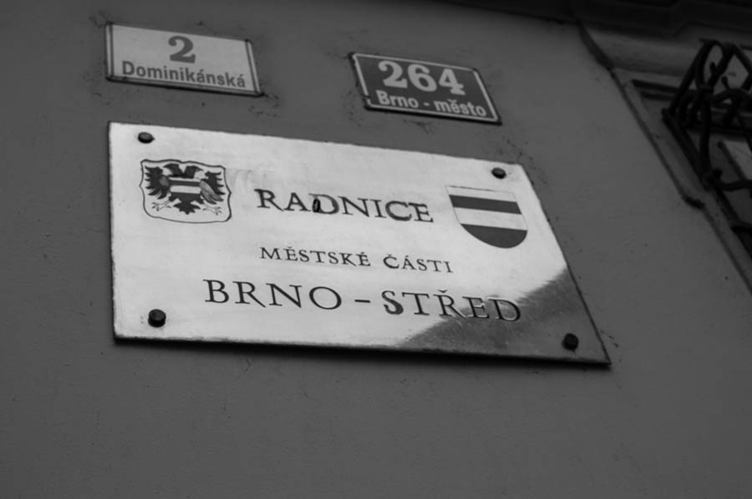 2
Dominikánská
264
Brno - město
RADNICE
MĚSTSKÉ ČÁSTI
BRNO - STŘED